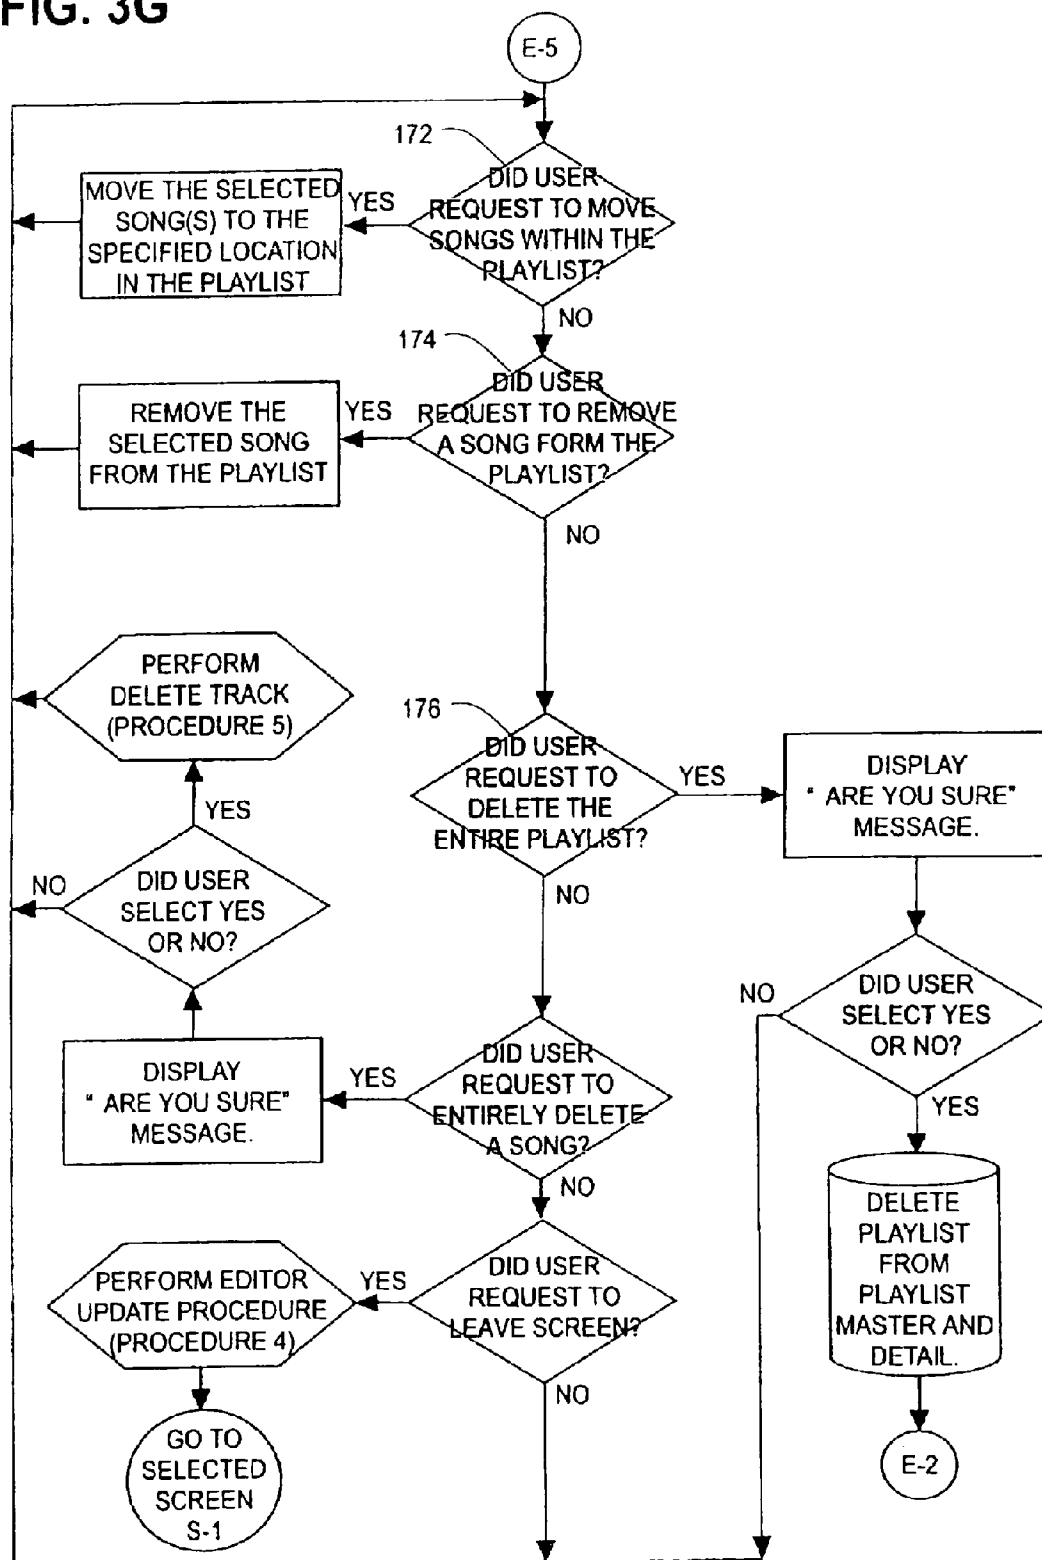 FIG. 3G
E-5
172
DID USER
REQUEST TO MOVE
SONGS WITHIN THE
PLAYLIST?
YES
MOVE THE SELECTED
SONG(S) TO THE
SPECIFIED LOCATION
IN THE PLAYLIST
NO
174
DID USER
REQUEST TO REMOVE
A SONG FORM THE
PLAYLIST?
YES
REMOVE THE
SELECTED SONG
FROM THE PLAYLIST
NO
PERFORM
DELETE TRACK
(PROCEDURE 5)
176
DID USER
REQUEST TO
DELETE THE
ENTIRE PLAYLIST?
YES
DISPLAY
" ARE YOU SURE"
MESSAGE.
YES
NO
DID USER
SELECT YES
OR NO?
NO
NO
DID USER
SELECT YES
OR NO?
DISPLAY
" ARE YOU SURE"
MESSAGE.
YES
DID USER
REQUEST TO
ENTIRELY DELETE
A SONG?
YES
NO
DELETE
PLAYLIST
FROM
PLAYLIST
MASTER AND
DETAIL.
PERFORM EDITOR
UPDATE PROCEDURE
(PROCEDURE 4)
YES
DID USER
REQUEST TO
LEAVE SCREEN?
NO
GO TO
SELECTED
SCREEN
S-1
E-2